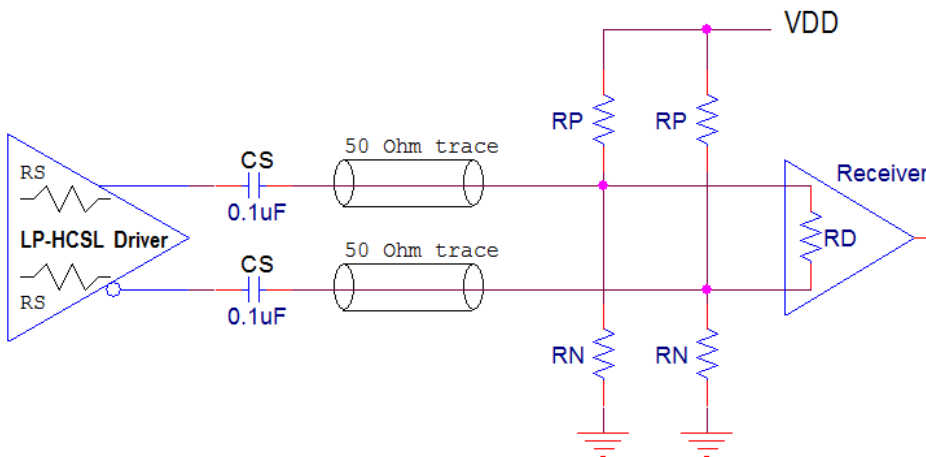 VDD
RP
RP
50 Ohm trace
CS
0.1uF
RS
LP-HCSL Driver
RS
Receiver
RD
50 Ohm trace
CS
0.1uF
RN
RN